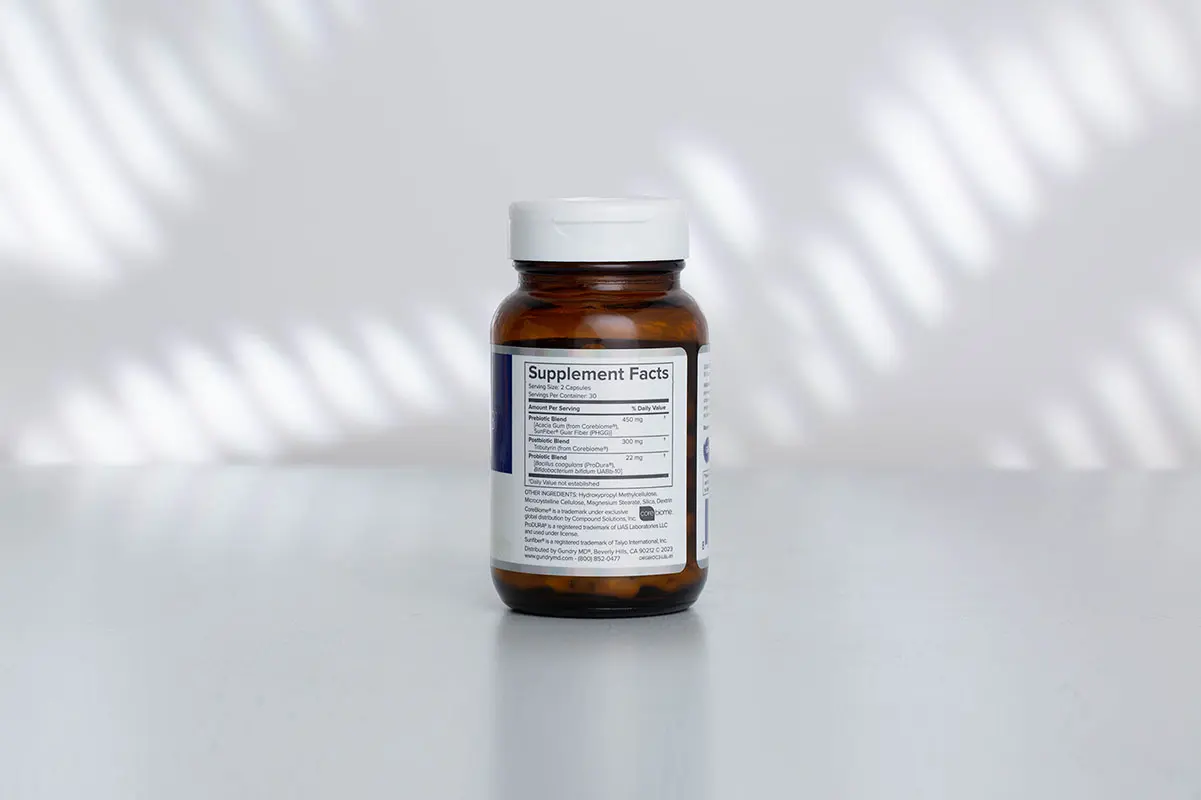 Supplement Facts
Serving Size: 2 Capsules
Servings Per Container: 30
Amount Per Serving % Daily Value
Prebiotic Blend 450 mg †
[Acacia Gum (from Corebiome®),
SunFiber® Guar Fiber (PHGG)]
Postbiotic Blend 300 mg †
Tributyrin (from Corebiome®)
Probiotic Blend 22 mg †
[Bacillus coagulans (ProDura®),
Bifidobacterium bifidum UABb-10]
†Daily Value not established
OTHER INGREDIENTS: Hydroxypropyl Methylcellulose,
Microcrystalline Cellulose, Magnesium Stearate, Silica, Dextrin
CoreBiome® is a trademark under exclusive
global distribution by Compound Solutions, Inc.
corebiome
ProDURA® is a registered trademark of UAS Laboratories LLC
and used under license.
Sunfiber® is a registered trademark of Taiyo International, Inc.
Distributed by Gundry MD®, Beverly Hills, CA 90212 © 2023
www.gundrymd.com - (800) 852-0477